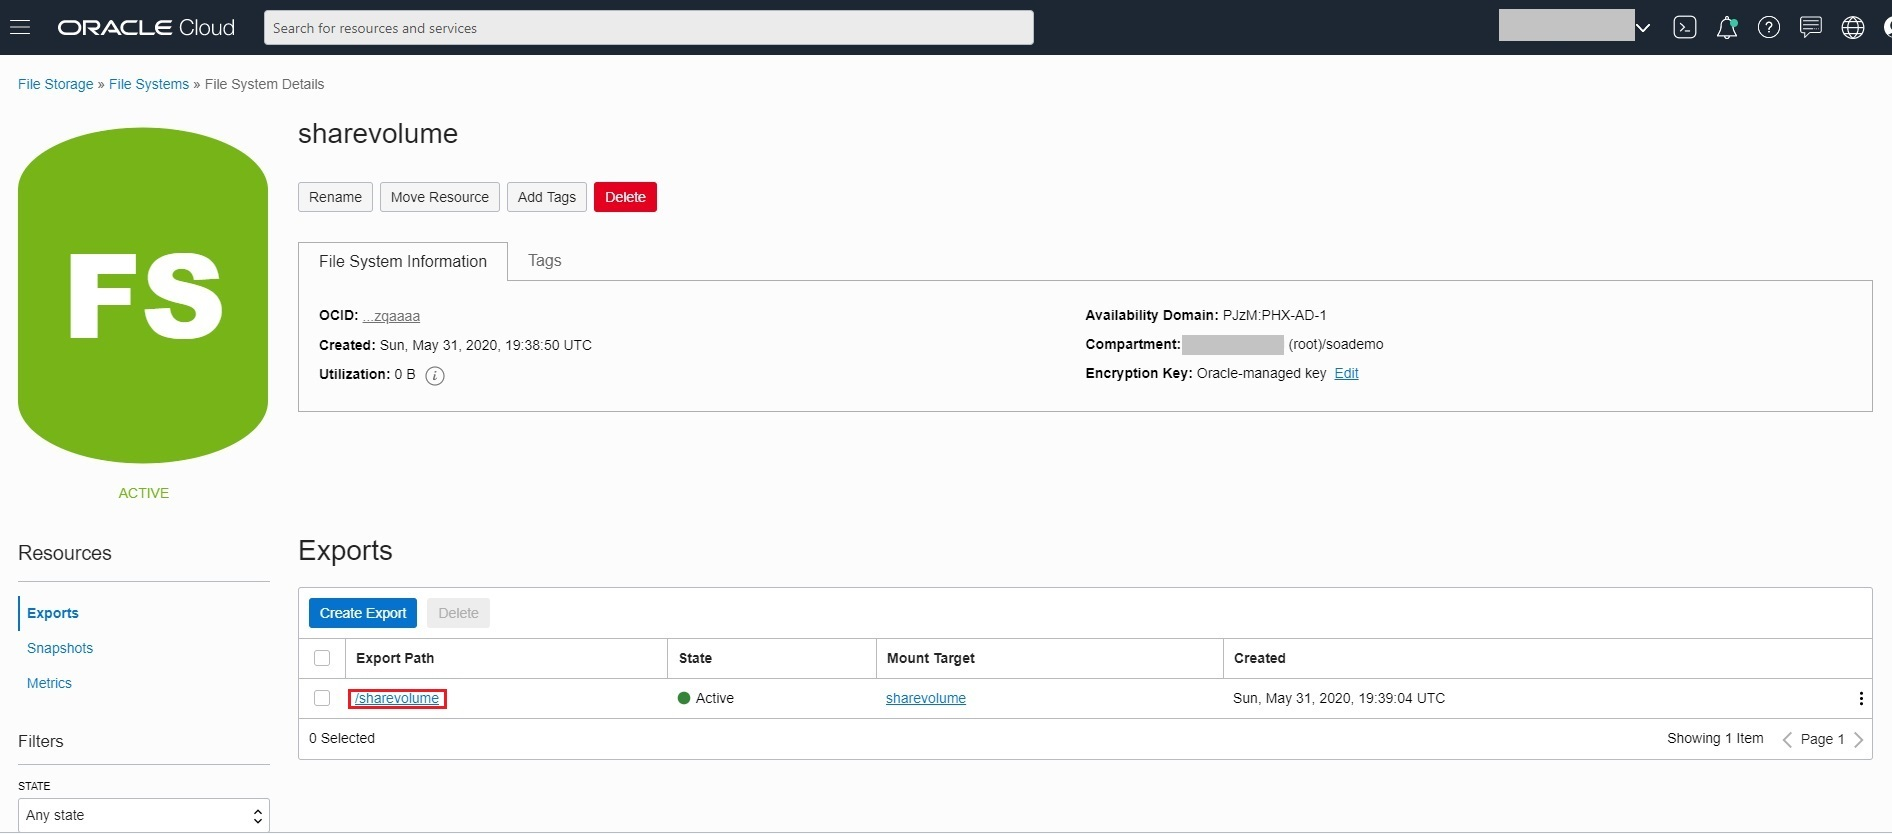 ORACLE Cloud
Search for resources and services
File Storage » File Systems » File System Details
sharevolume
Rename Move Resource Add Tags Delete
FS
ACTIVE
File System Information Tags
OCID: ...zqaaaa
Created: Sun, May 31, 2020, 19:38:50 UTC
Utilization: 0 B i
Availability Domain: PJzM:PHX-AD-1
Compartment: (root)/soademo
Encryption Key: Oracle-managed key Edit
Resources
Exports
Snapshots
Metrics
Filters
STATE
Any state
Exports
Create Export Delete
Export Path State Mount Target Created
/sharevolume Active sharevolume Sun, May 31, 2020, 19:39:04 UTC
0 Selected Showing 1 Item Page 1